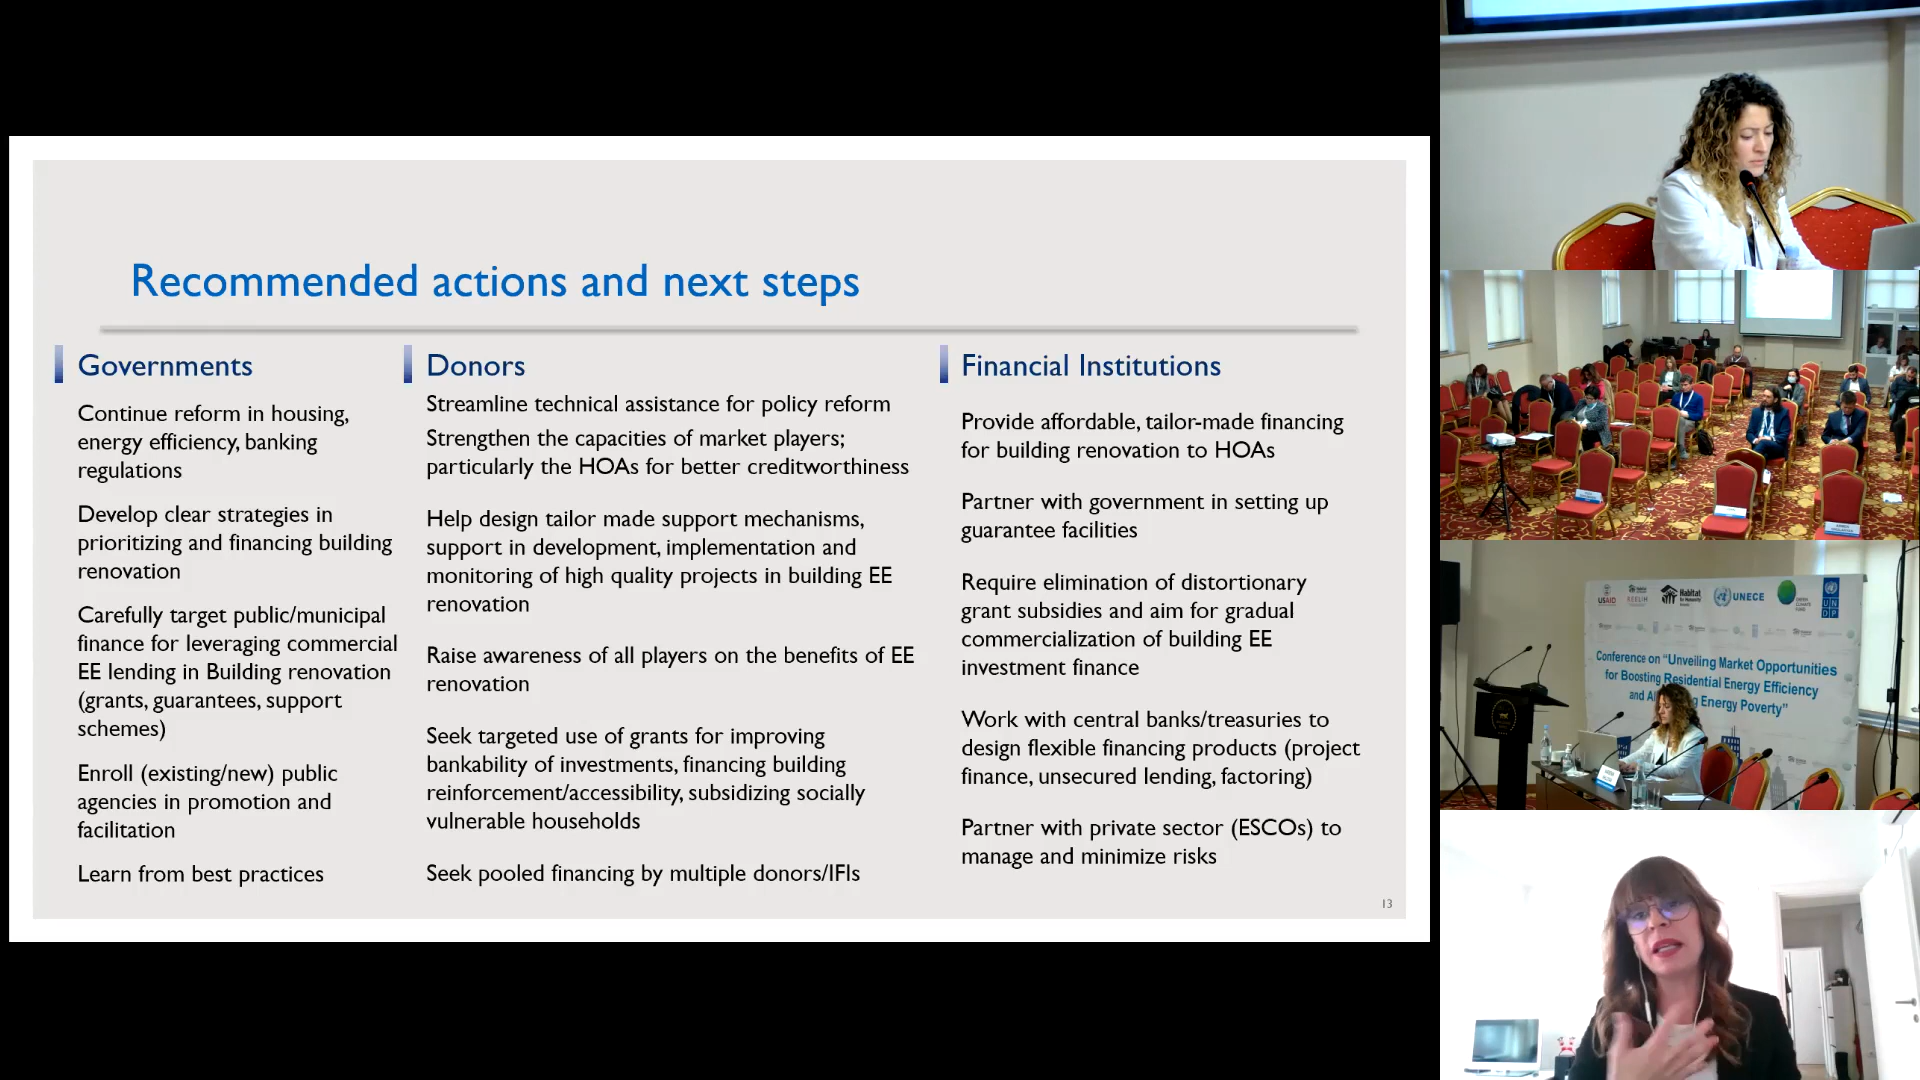 Recommended actions and next steps
Governments
Continue reform in housing,
energy efficiency, banking
regulations
Develop clear strategies in
prioritizing and financing building
renovation
Carefully target public/municipal
finance for leveraging commercial
EE lending in Building renovation
(grants, guarantees, support
schemes)
Enroll (existing/new) public
agencies in promotion and
facilitation
Learn from best practices
Donors
Streamline technical assistance for policy reform
Strengthen the capacities of market players;
particularly the HOAs for better creditworthiness
Help design tailor made support mechanisms,
support in development, implementation and
monitoring of high quality projects in building EE
renovation
Raise awareness of all players on the benefits of EE
renovation
Seek targeted use of grants for improving
bankability of investments, financing building
reinforcement/accessibility, subsidizing socially
vulnerable households
Seek pooled financing by multiple donors/IFIs
Financial Institutions
Provide affordable, tailor-made financing
for building renovation to HOAs
Partner with government in setting up
guarantee facilities
Require elimination of distortionary
grant subsidies and aim for gradual
commercialization of building EE
investment finance
Work with central banks/treasuries to
design flexible financing products (project
finance, unsecured lending, factoring)
Partner with private sector (ESCOs) to
manage and minimize risks
13
USAID
Habitat
UNECE
UN
DP
Conference on "Unveiling Market Opportunities
for Boosting Residential Energy Efficiency
and Energy Poverty"